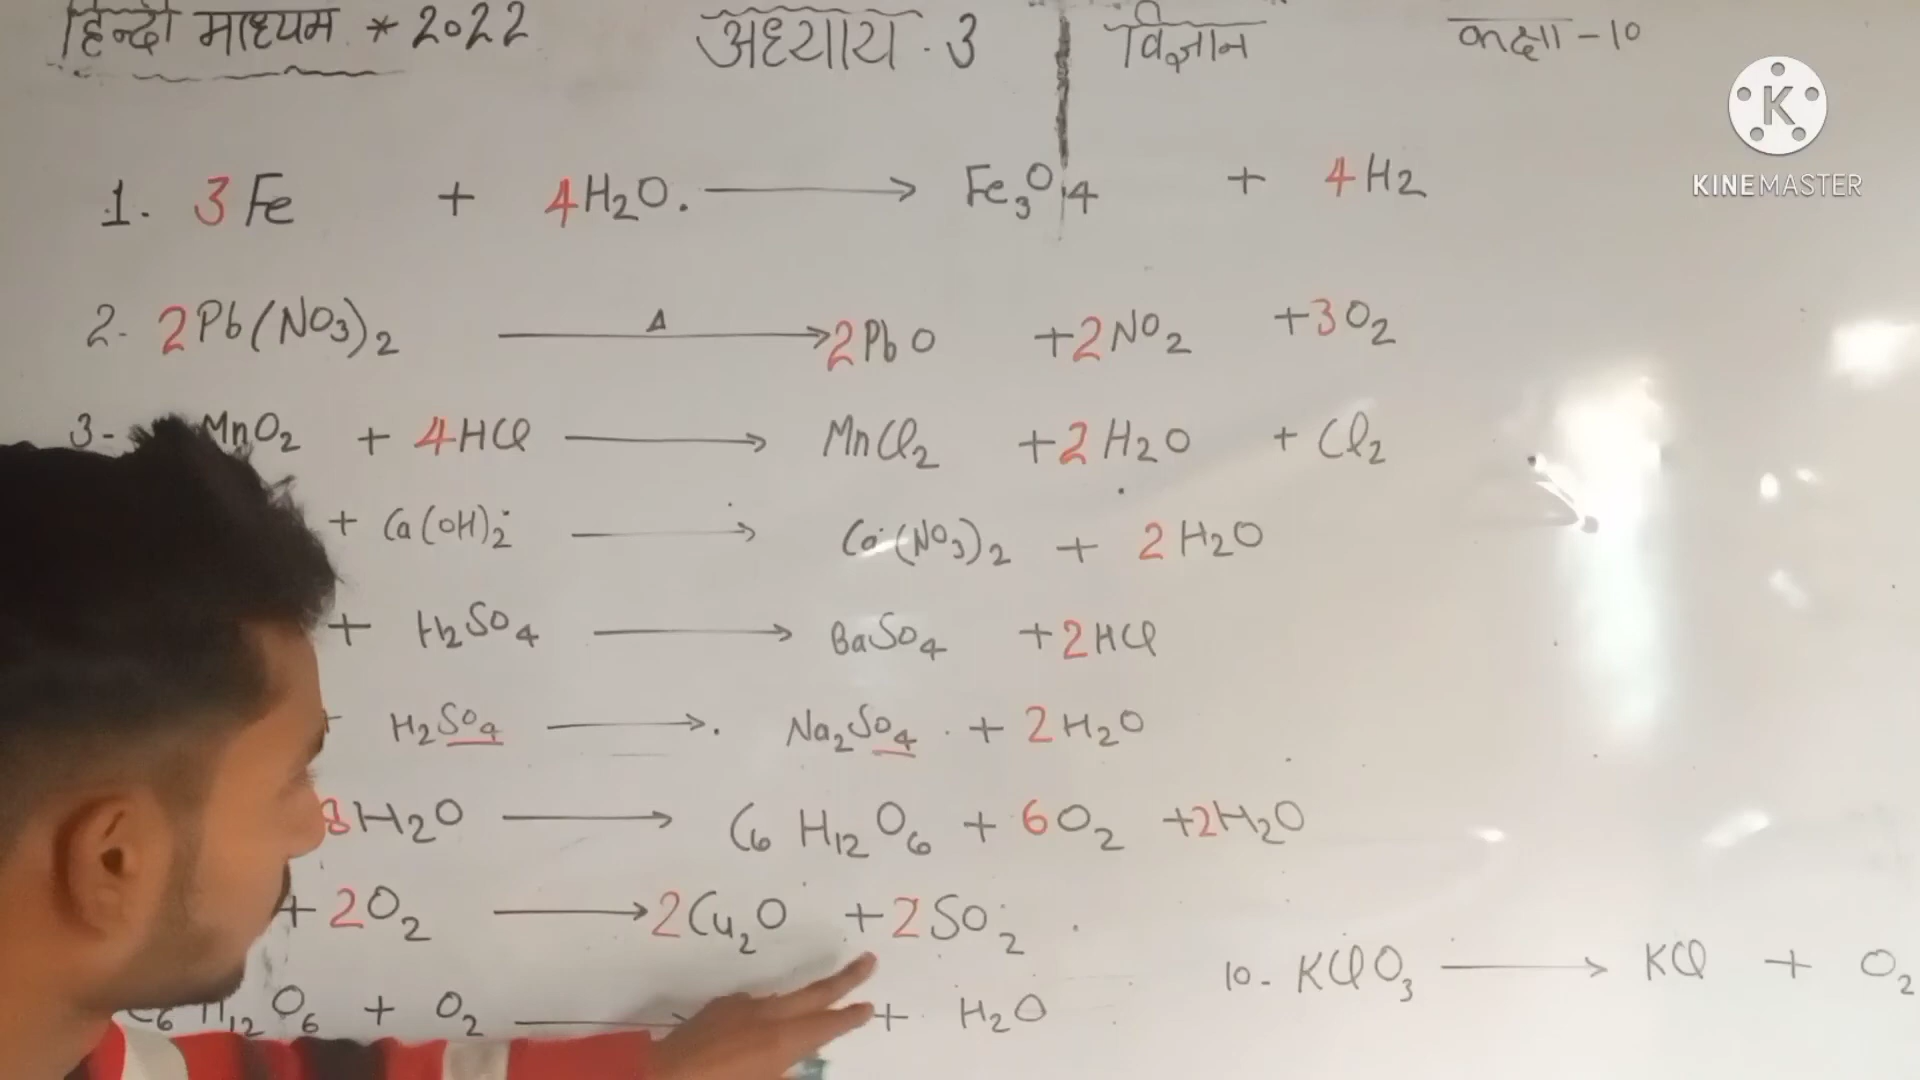 हिन्दी माध्यम * 2022 अध्याय . 3 विज्ञान कक्षा - 10
KINEMASTER
1. 3Fe + 4H₂O. ⟶ Fe₃O₄ + 4H₂
2- 2Pb(NO₃)₂ ⟶ Δ 2PbO + 2NO₂ + 3O₂
3- MnO₂ + 4HCl ⟶ MnCl₂ + 2H₂O + Cl₂
+ Ca(OH)₂ ⟶ Ca(NO₃)₂ + 2H₂O
+ H₂SO₄ ⟶ BaSO₄ + 2HCl
+ H₂SO₄ ⟶ Na₂SO₄ + 2H₂O
8H₂O ⟶ C₆H₁₂O₆ + 6O₂ + 2H₂O
+ 2O₂ ⟶ 2Cu₂O + 2SO₂
C₆H₁₂O₆ + O₂ ⟶ + H₂O
10- KClO₃ ⟶ KCl + O₂